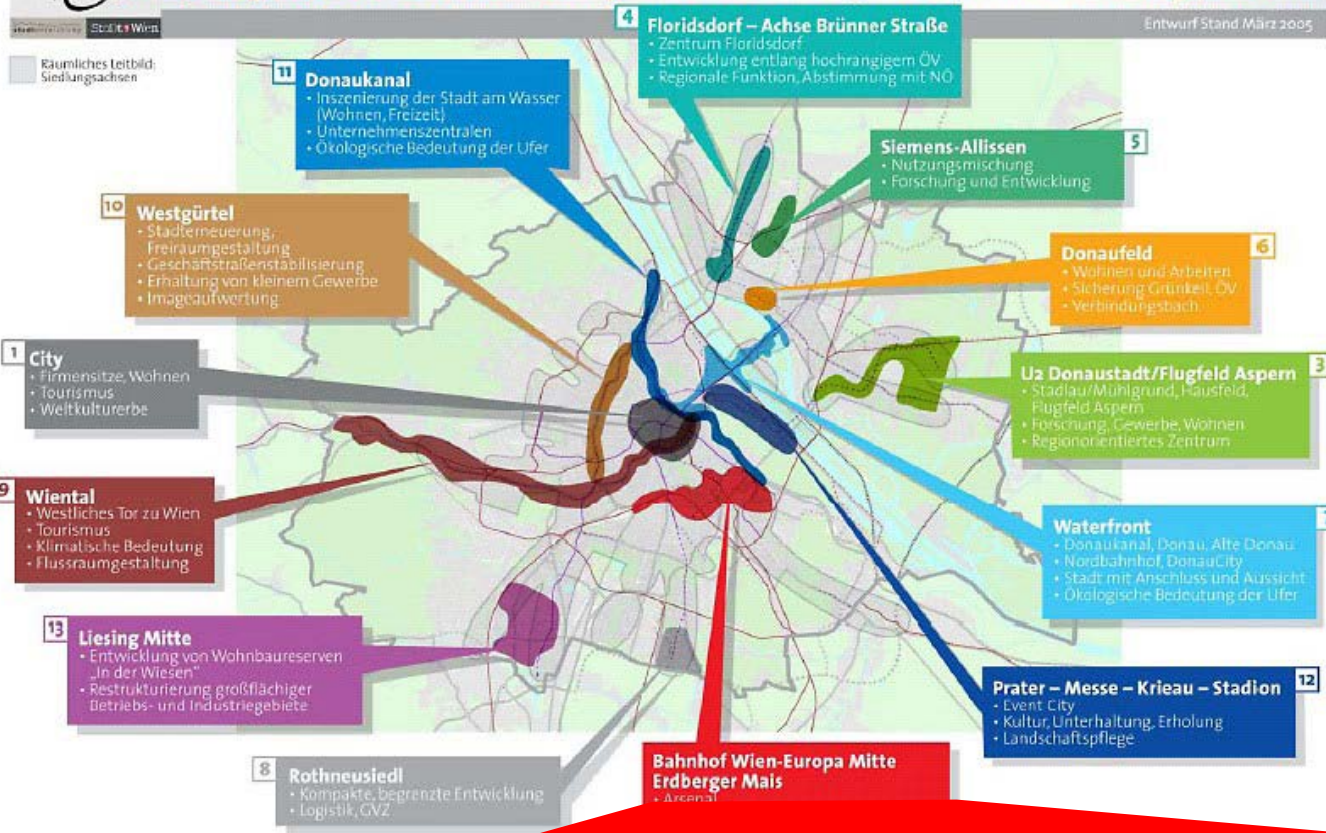 Stadt Wien
Entwurf Stand März 2005
Räumliches Leitbild:
Siedlungsachsen
4
Floridsdorf – Achse Brünner Straße
• Zentrum Floridsdorf
• Entwicklung entlang hochrangigem ÖV
• Regionale Funktion, Abstimmung mit NÖ
11
Donaukanal
• Inszenierung der Stadt am Wasser
(Wohnen, Freizeit)
• Unternehmenszentralen
• Ökologische Bedeutung der Ufer
5
Siemens-Allissen
• Nutzungsmischung
• Forschung und Entwicklung
10
Westgürtel
• Stadterneuerung,
Freiraumgestaltung
• Geschäftstraßenstabilisierung
• Erhaltung von kleinem Gewerbe
• Imageaufwertung
6
Donaufeld
• Wohnen und Arbeiten
• Sicherung Grünkeil, ÖV
• Verbindungsbach
1
City
• Firmensitze, Wohnen
• Tourismus
• Weltkulturerbe
3
U2 Donaustadt/Flugfeld Aspern
• Stadlau/Mühlgrund, Hausfeld,
Flugfeld Aspern
• Forschung, Gewerbe, Wohnen
• Regionorientiertes Zentrum
9
Wiental
• Westliches Tor zu Wien
• Tourismus
• Klimatische Bedeutung
• Flussraumgestaltung
Waterfront
• Donaukanal, Donau, Alte Donau
• Nordbahnhof, DonauCity
• Stadt mit Anschluss und Aussicht
• Ökologische Bedeutung der Ufer
13
Liesing Mitte
• Entwicklung von Wohnbaureserven
„In der Wiesen"
• Restrukturierung großflächiger
Betriebs- und Industriegebiete
12
Prater – Messe – Krieau – Stadion
• Event City
• Kultur, Unterhaltung, Erholung
• Landschaftspflege
8
Rothneusiedl
• Kompakte, begrenzte Entwicklung
• Logistik, GVZ
Bahnhof Wien-Europa Mitte
Erdberger Mais
• Arsenal